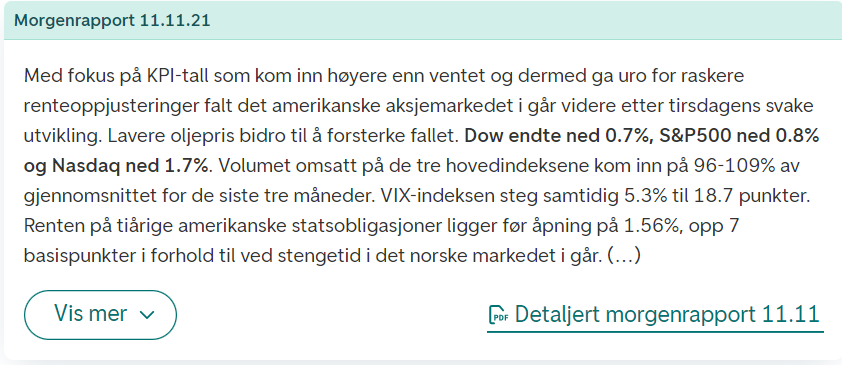 Morgenrapport 11.11.21
Med fokus på KPI-tall som kom inn høyere enn ventet og dermed ga uro for raskere
renteoppjusteringer falt det amerikanske aksjemarkedet i går videre etter tirsdagens svake
utvikling. Lavere oljepris bidro til å forsterke fallet. Dow endte ned 0.7%, S&P500 ned 0.8%
og Nasdaq ned 1.7%. Volumet omsatt på de tre hovedindeksene kom inn på 96-109% av
gjennomsnittet for de siste tre måneder. VIX-indeksen steg samtidig 5.3% til 18.7 punkter.
Renten på tiårige amerikanske statsobligasjoner ligger før åpning på 1.56%, opp 7
basispunkter i forhold til ved stengetid i det norske markedet i går. (...)
Vis mer
PDF Detaljert morgenrapport 11.11